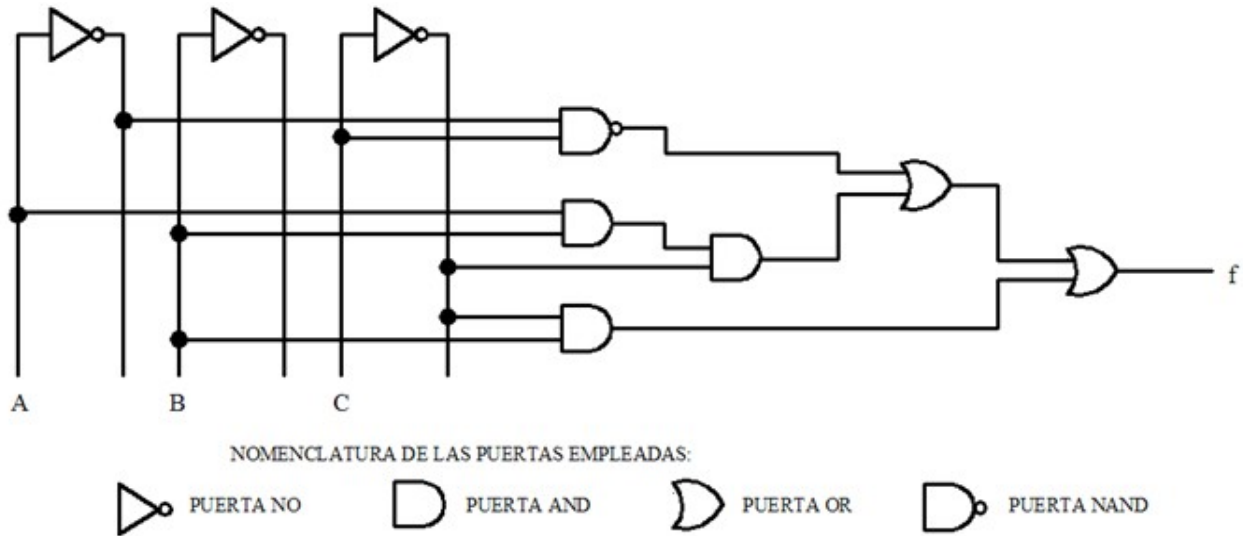 f
A B C
NOMENCLATURA DE LAS PUERTAS EMPLEADAS:
PUERTA NO PUERTA AND PUERTA OR PUERTA NAND